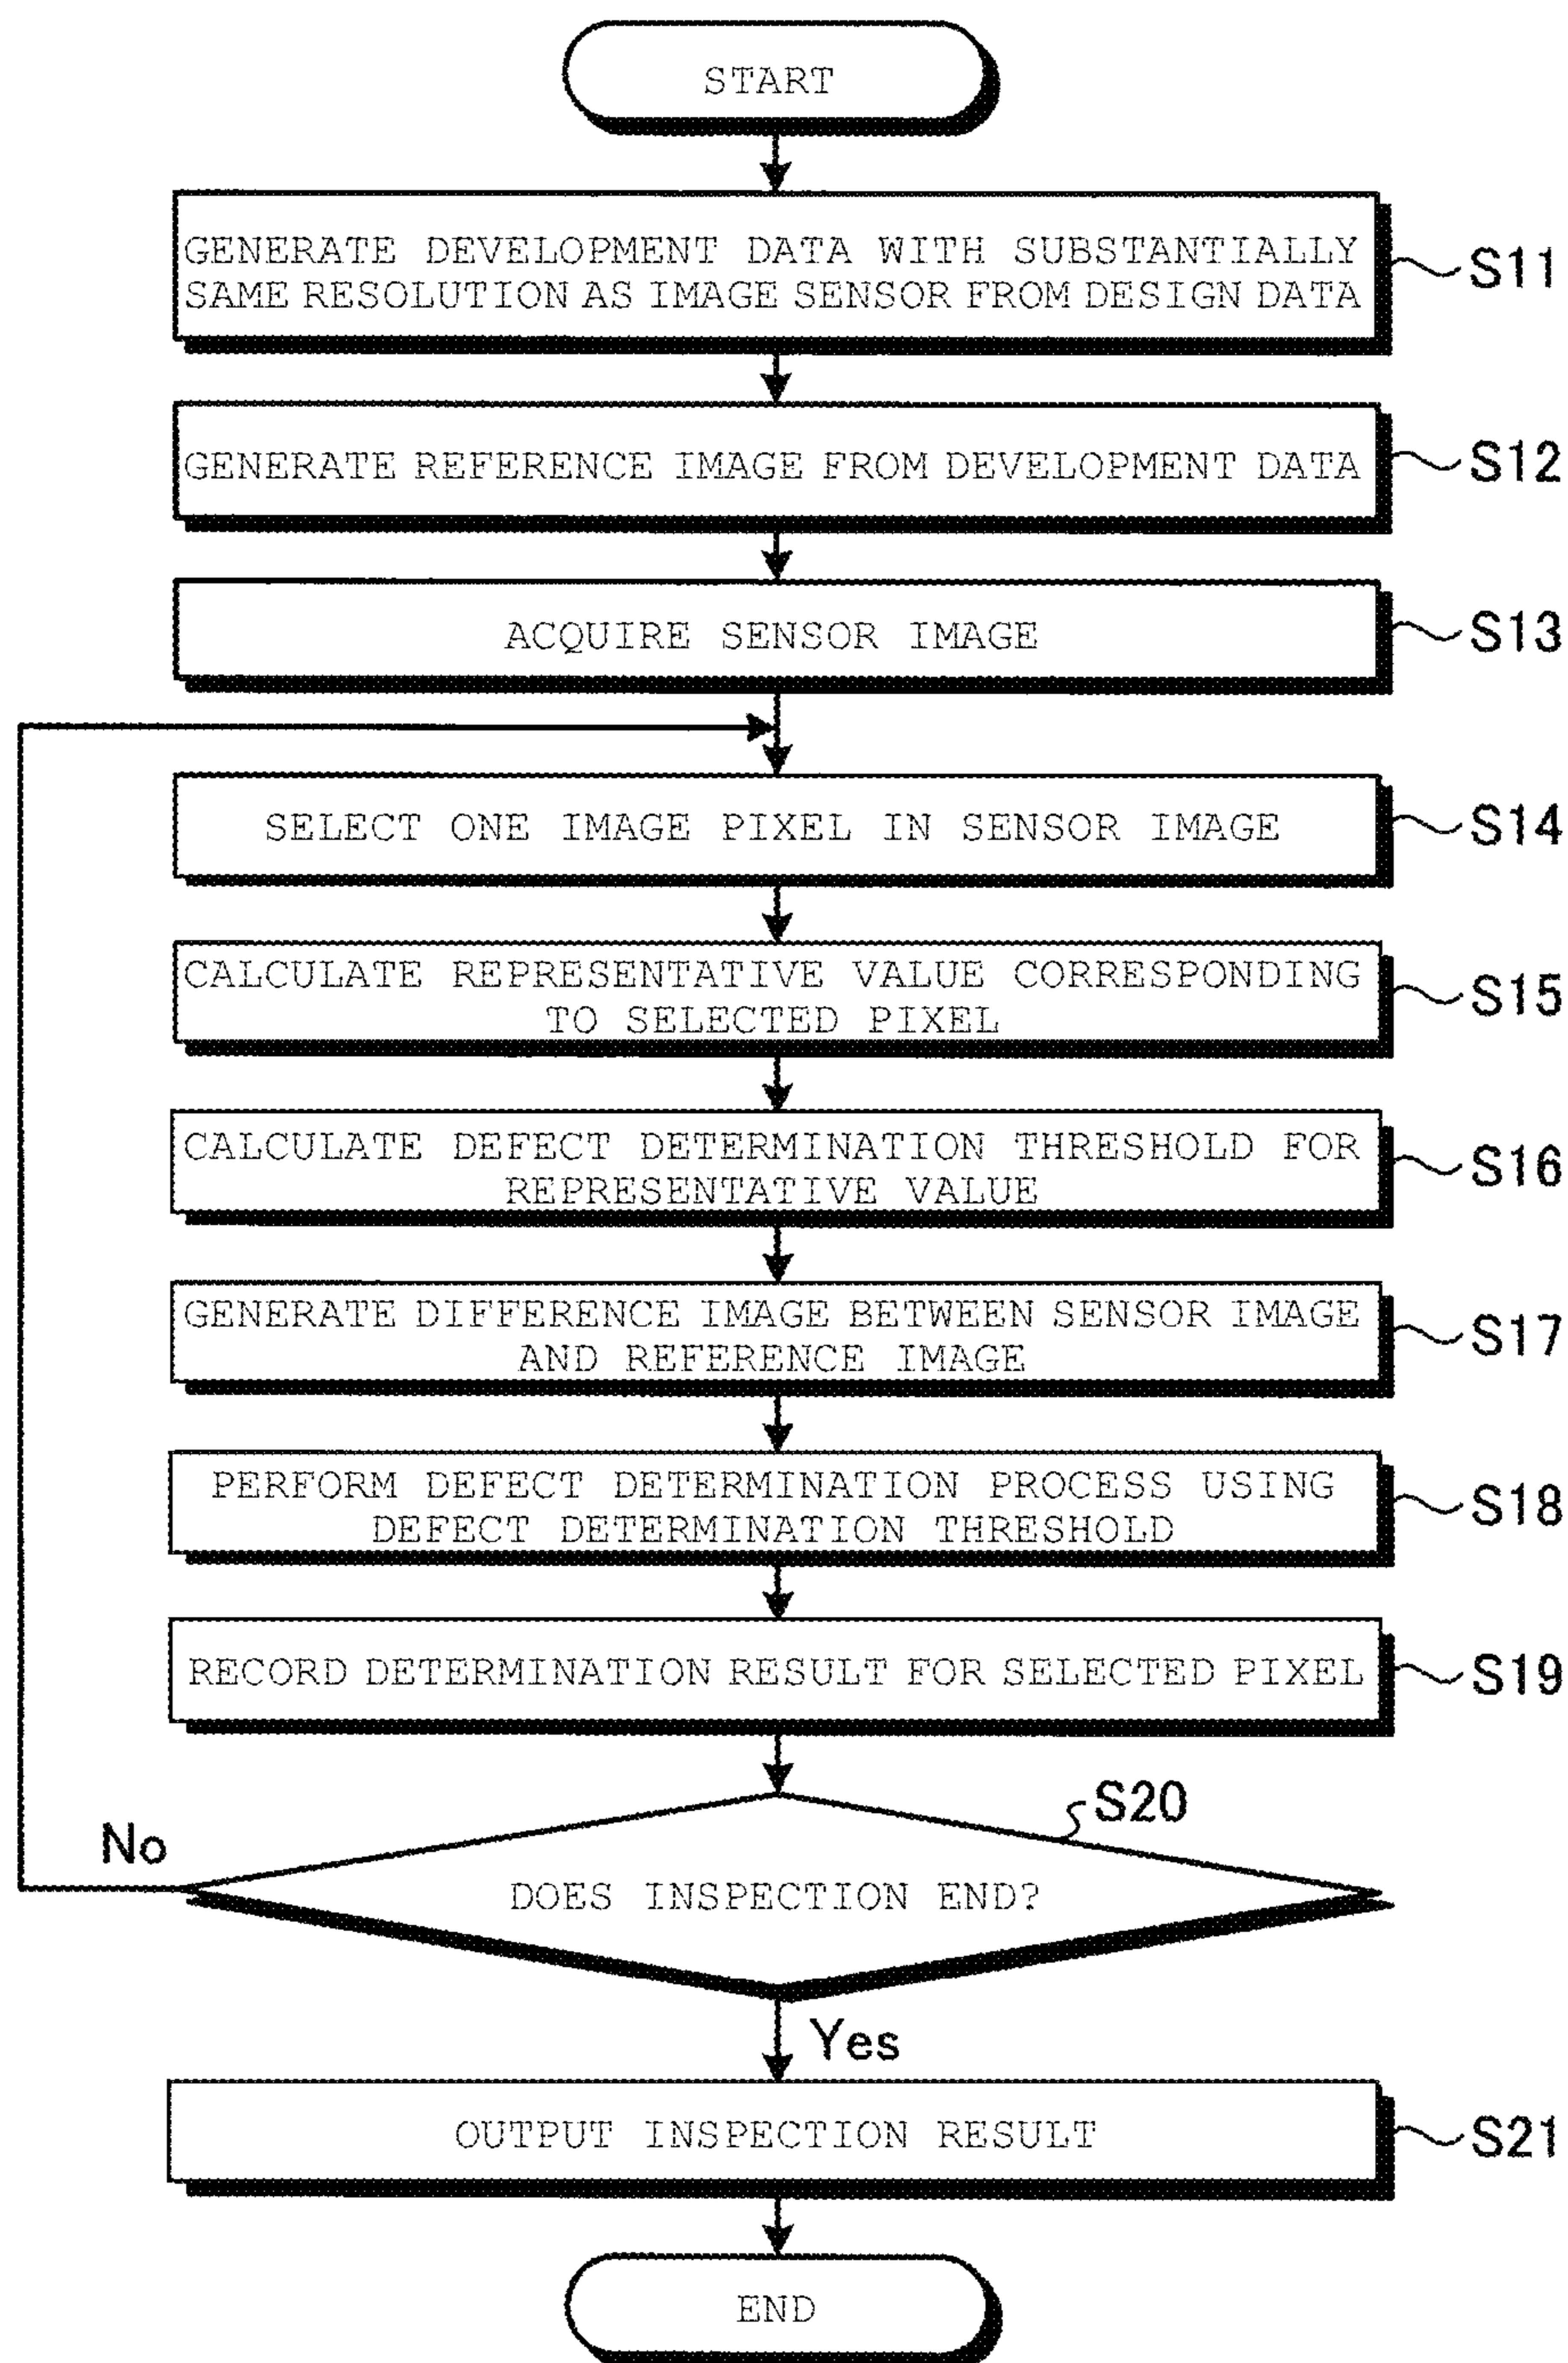 START
GENERATE DEVELOPMENT DATA WITH SUBSTANTIALLY
SAME RESOLUTION AS IMAGE SENSOR FROM DESIGN DATA
S11
GENERATE REFERENCE IMAGE FROM DEVELOPMENT DATA
S12
ACQUIRE SENSOR IMAGE
S13
SELECT ONE IMAGE PIXEL IN SENSOR IMAGE
S14
CALCULATE REPRESENTATIVE VALUE CORRESPONDING
TO SELECTED PIXEL
S15
CALCULATE DEFECT DETERMINATION THRESHOLD FOR
REPRESENTATIVE VALUE
S16
GENERATE DIFFERENCE IMAGE BETWEEN SENSOR IMAGE
AND REFERENCE IMAGE
S17
PERFORM DEFECT DETERMINATION PROCESS USING
DEFECT DETERMINATION THRESHOLD
S18
RECORD DETERMINATION RESULT FOR SELECTED PIXEL
S19
S20
No
DOES INSPECTION END?
Yes
OUTPUT INSPECTION RESULT
S21
END